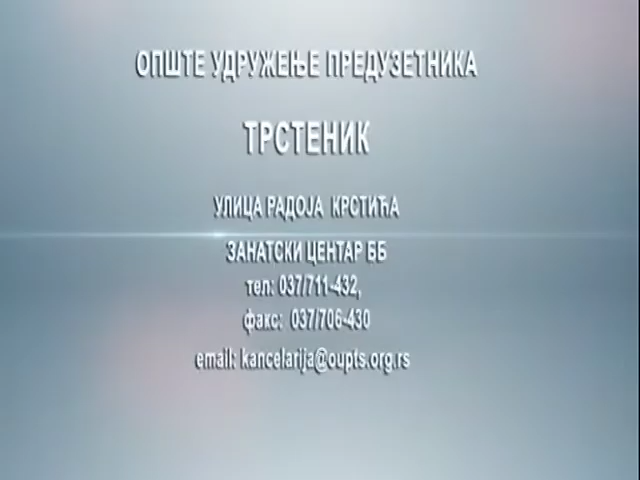 ОПШТЕ УДРУЖЕЊЕ ПРЕДУЗЕТНИКА
ТРСТЕНИК
УЛИЦА РАДОЈА КРСТИЋА
ЗАНАТСКИ ЦЕНТАР ББ
тел: 037/711-432,
факс: 037/706-430
email: kancelarija@oupts.org.rs